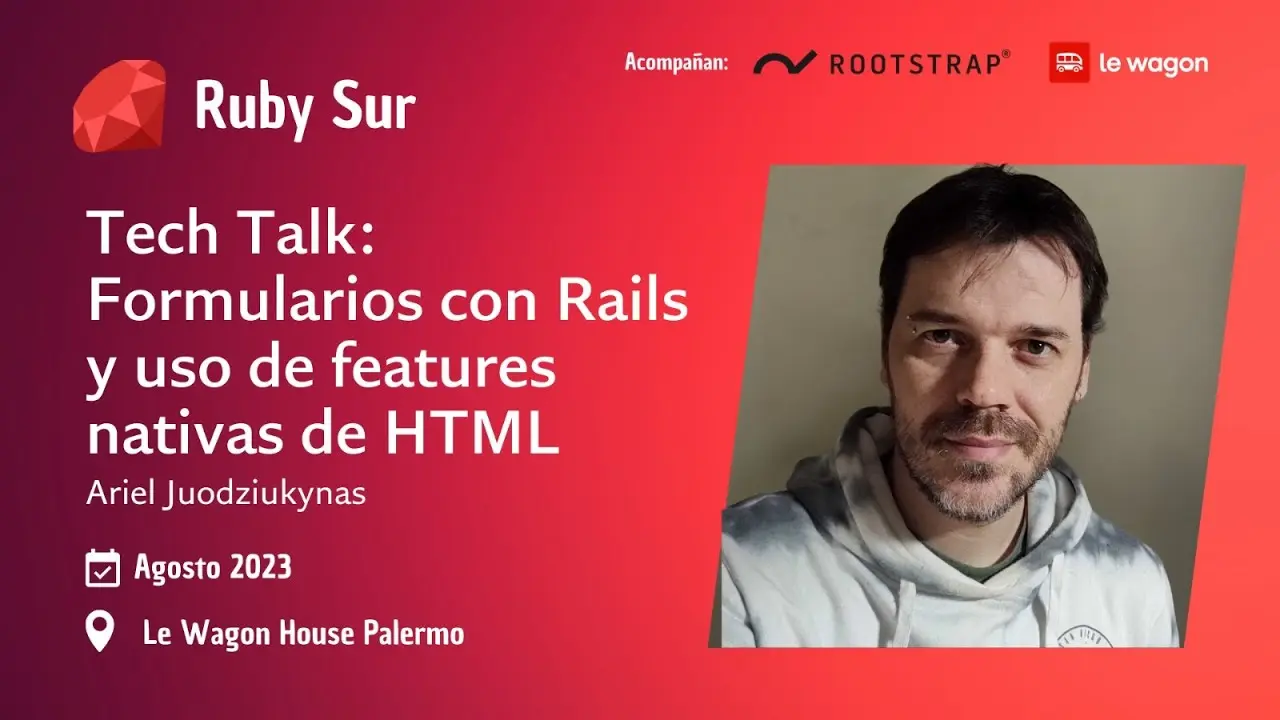 Ruby Sur
Acompañan:
ROOTSTRAP®
le wagon
Tech Talk:
Formularios con Rails
y uso de features
nativas de HTML
Ariel Juodziukynas
Agosto 2023
Le Wagon House Palermo